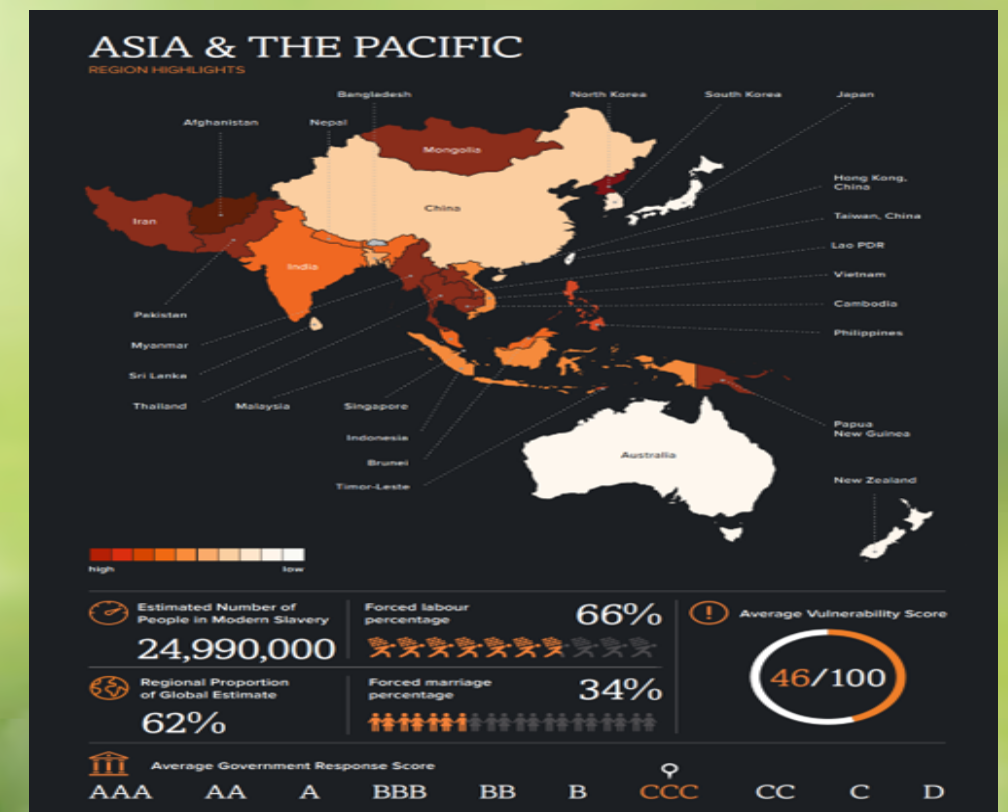 ASIA & THE PACIFIC
REGION HIGHLIGHTS
Bangladesh
North Korea
South Korea
Japan
Afghanistan
Nepal
Mongolia
Hong Kong,
China
China
Taiwan, China
Iran
Lao PDR
India
Vietnam
Cambodia
Pakistan
Philippines
Myanmar
Sri Lanka
Thailand
Malaysia
Singapore
Papua
New Guinea
Indonesia
Australia
Brunei
New Zealand
Timor-Leste
high
low
Estimated Number of
People in Modern Slavery
24,990,000
Forced labour
percentage
66%
Average Vulnerability Score
46/100
Regional Proportion
of Global Estimate
62%
Forced marriage
percentage
34%
Average Government Response Score
AAA AA A BBB BB B CCC CC C D